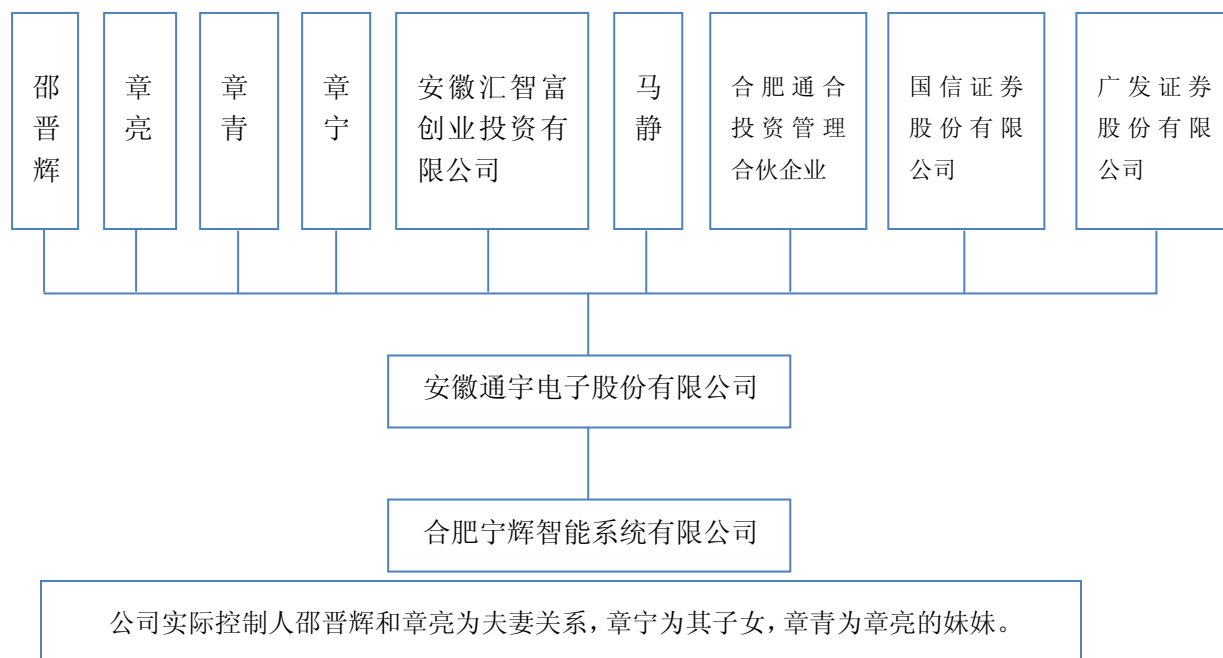 邵晋辉
章亮
章青
章宁
安徽汇智富
创业投资有
限公司
马静
合肥通合
投资管理
合伙企业
国信证券
股份有限
公司
广发证券
股份有限
公司
安徽通宇电子股份有限公司
合肥宁辉智能系统有限公司
公司实际控制人邵晋辉和章亮为夫妻关系，章宁为其子女，章青为章亮的妹妹。